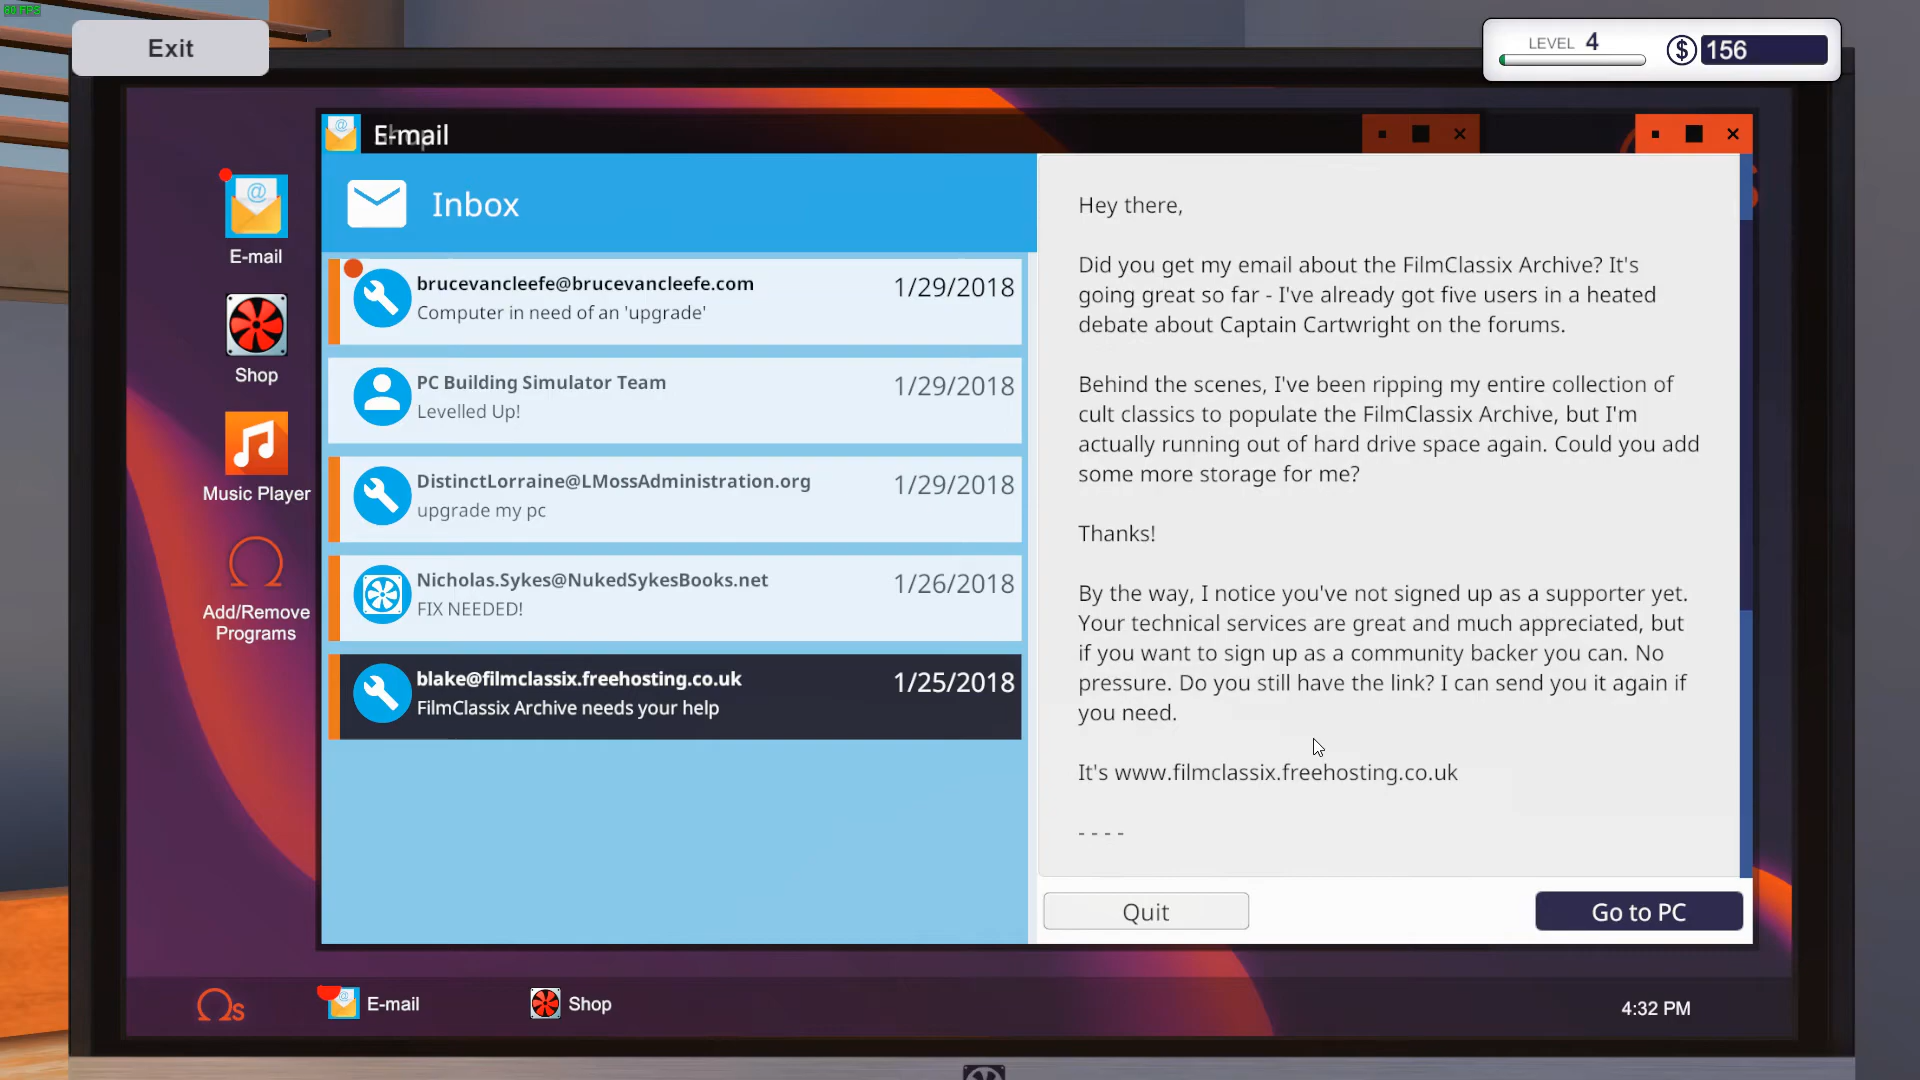 88 FPS
Exit
LEVEL 4
$ 156
E-mail
Inbox
E-mail
Shop
Music Player
Add/Remove
Programs
brucevancleefe@brucevancleefe.com 1/29/2018
Computer in need of an 'upgrade'
PC Building Simulator Team 1/29/2018
Levelled Up!
DistinctLorraine@LMossAdministration.org 1/29/2018
upgrade my pc
Nicholas.Sykes@NukedSykesBooks.net 1/26/2018
FIX NEEDED!
blake@filmclassix.freehosting.co.uk 1/25/2018
FilmClassix Archive needs your help
Hey there,
Did you get my email about the FilmClassix Archive? It's
going great so far - I've already got five users in a heated
debate about Captain Cartwright on the forums.
Behind the scenes, I've been ripping my entire collection of
cult classics to populate the FilmClassix Archive, but I'm
actually running out of hard drive space again. Could you add
some more storage for me?
Thanks!
By the way, I notice you've not signed up as a supporter yet.
Your technical services are great and much appreciated, but
if you want to sign up as a community backer you can. No
pressure. Do you still have the link? I can send you it again if
you need.
It's www.filmclassix.freehosting.co.uk
- - - -
Quit
Go to PC
Ωs
E-mail
Shop
4:32 PM